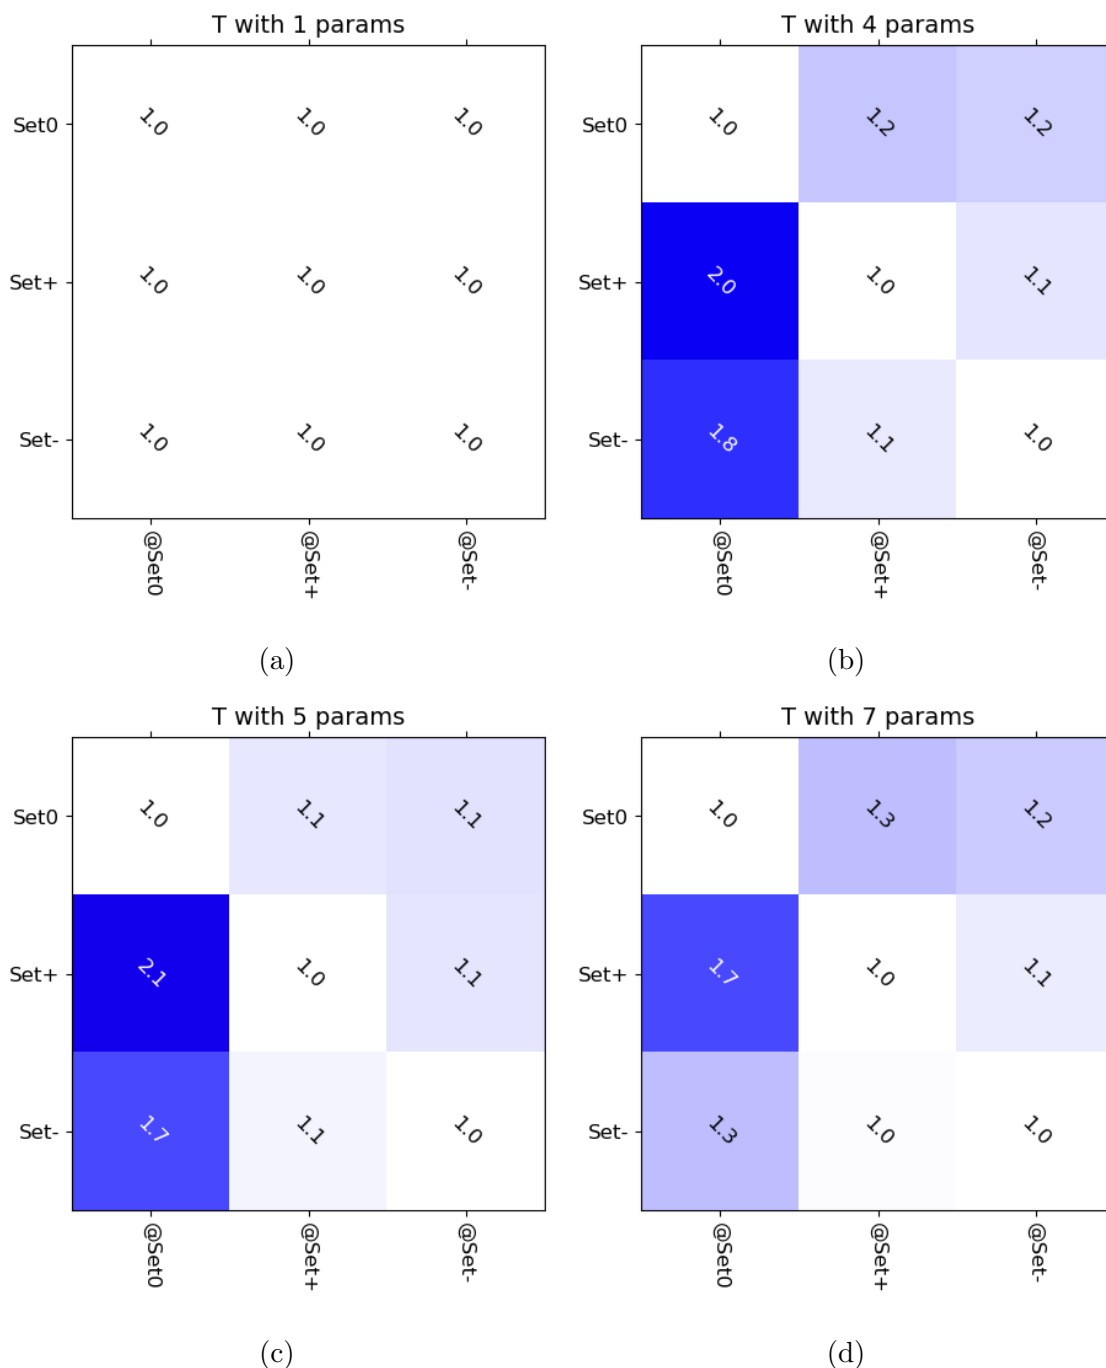 T with 1 params
Set0 1.0 1.0 1.0
Set+ 1.0 1.0 1.0
Set- 1.0 1.0 1.0
@Set0 @Set+ @Set-
(a)
T with 4 params
Set0 1.0 1.2 1.2
Set+ 2.0 1.0 1.1
Set- 1.8 1.1 1.0
@Set0 @Set+ @Set-
(b)
T with 5 params
Set0 1.0 1.1 1.1
Set+ 2.1 1.0 1.1
Set- 1.7 1.1 1.0
@Set0 @Set+ @Set-
(c)
T with 7 params
Set0 1.0 1.3 1.2
Set+ 1.7 1.0 1.1
Set- 1.3 1.0 1.0
@Set0 @Set+ @Set-
(d)